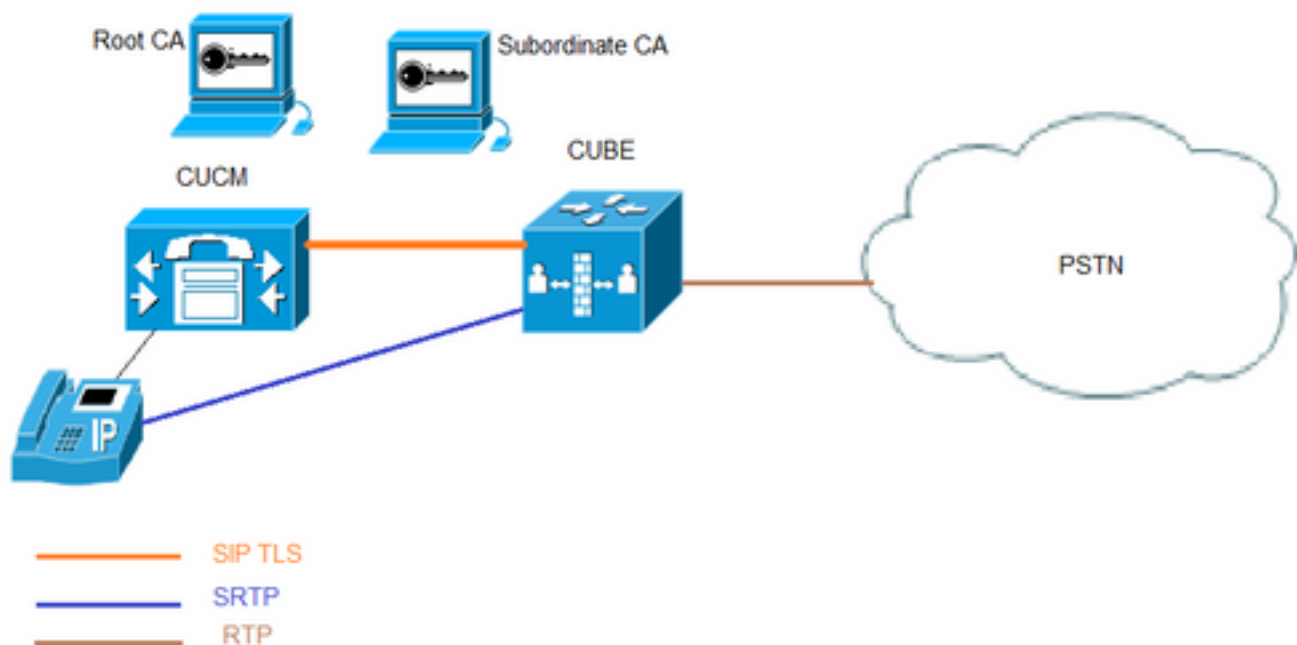 Root CA
Subordinate CA
CUCM
CUBE
PSTN
IP
SIP TLS
SRTP
RTP